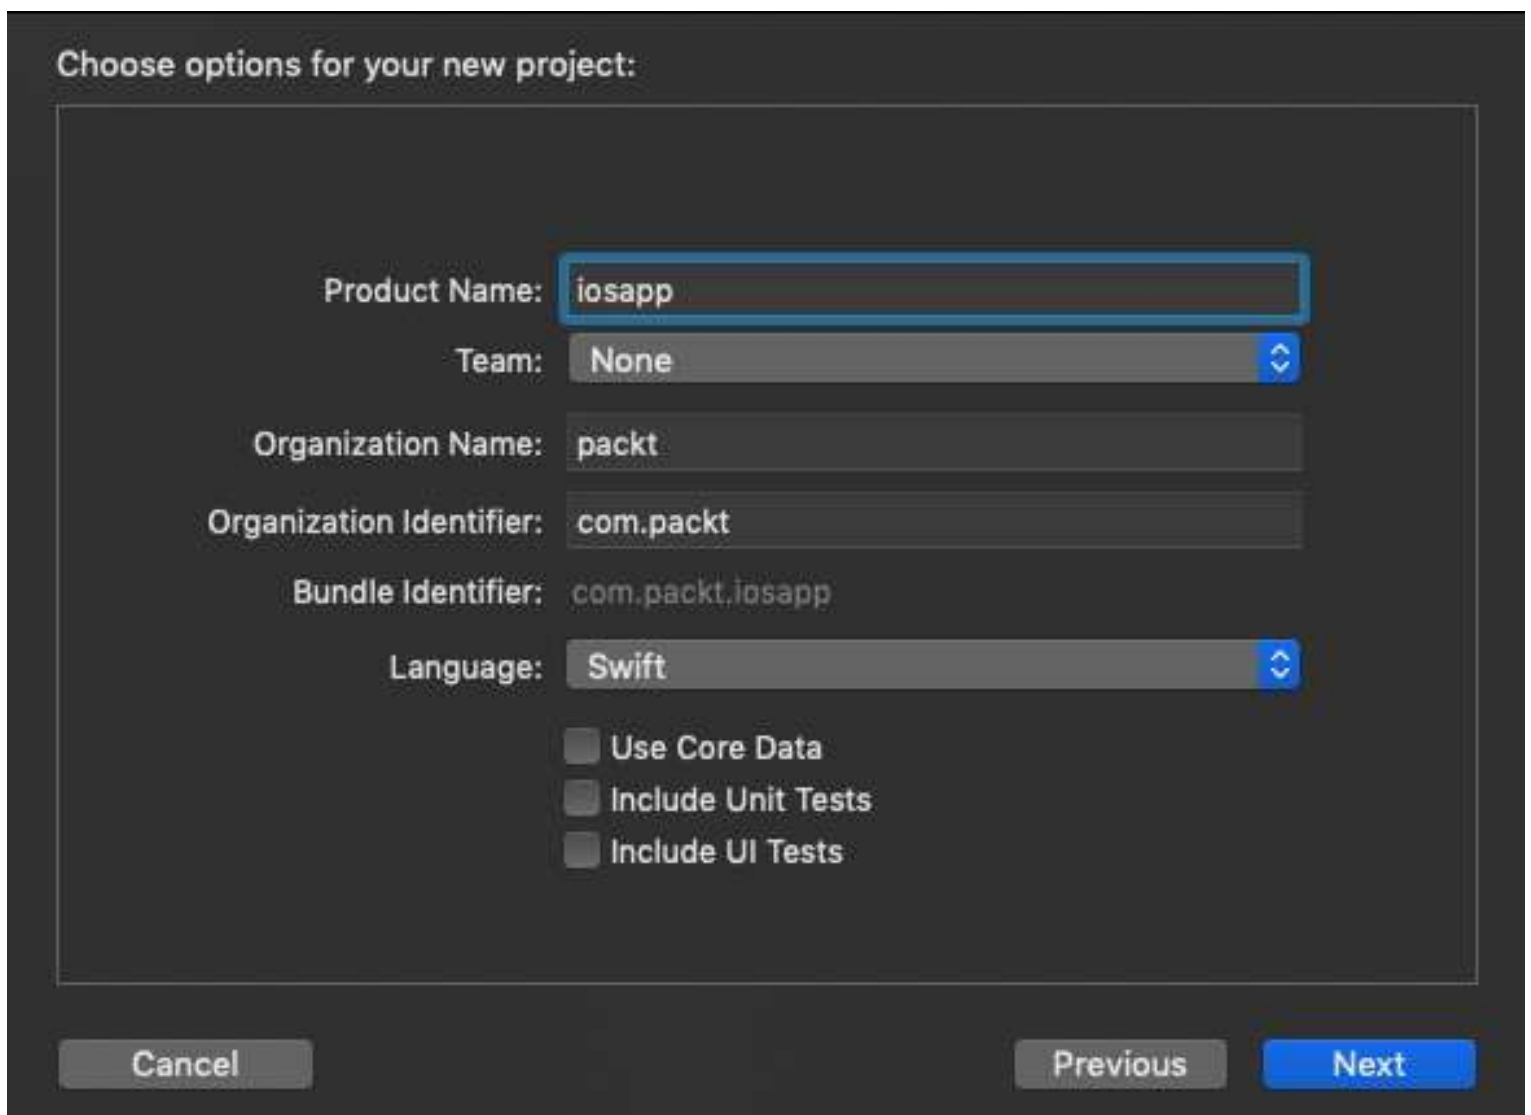 Choose options for your new project:
Product Name: iosapp
Team: None
Organization Name: packt
Organization Identifier: com.packt
Bundle Identifier: com.packt.iosapp
Language: Swift
Use Core Data
Include Unit Tests
Include UI Tests
Cancel Previous Next